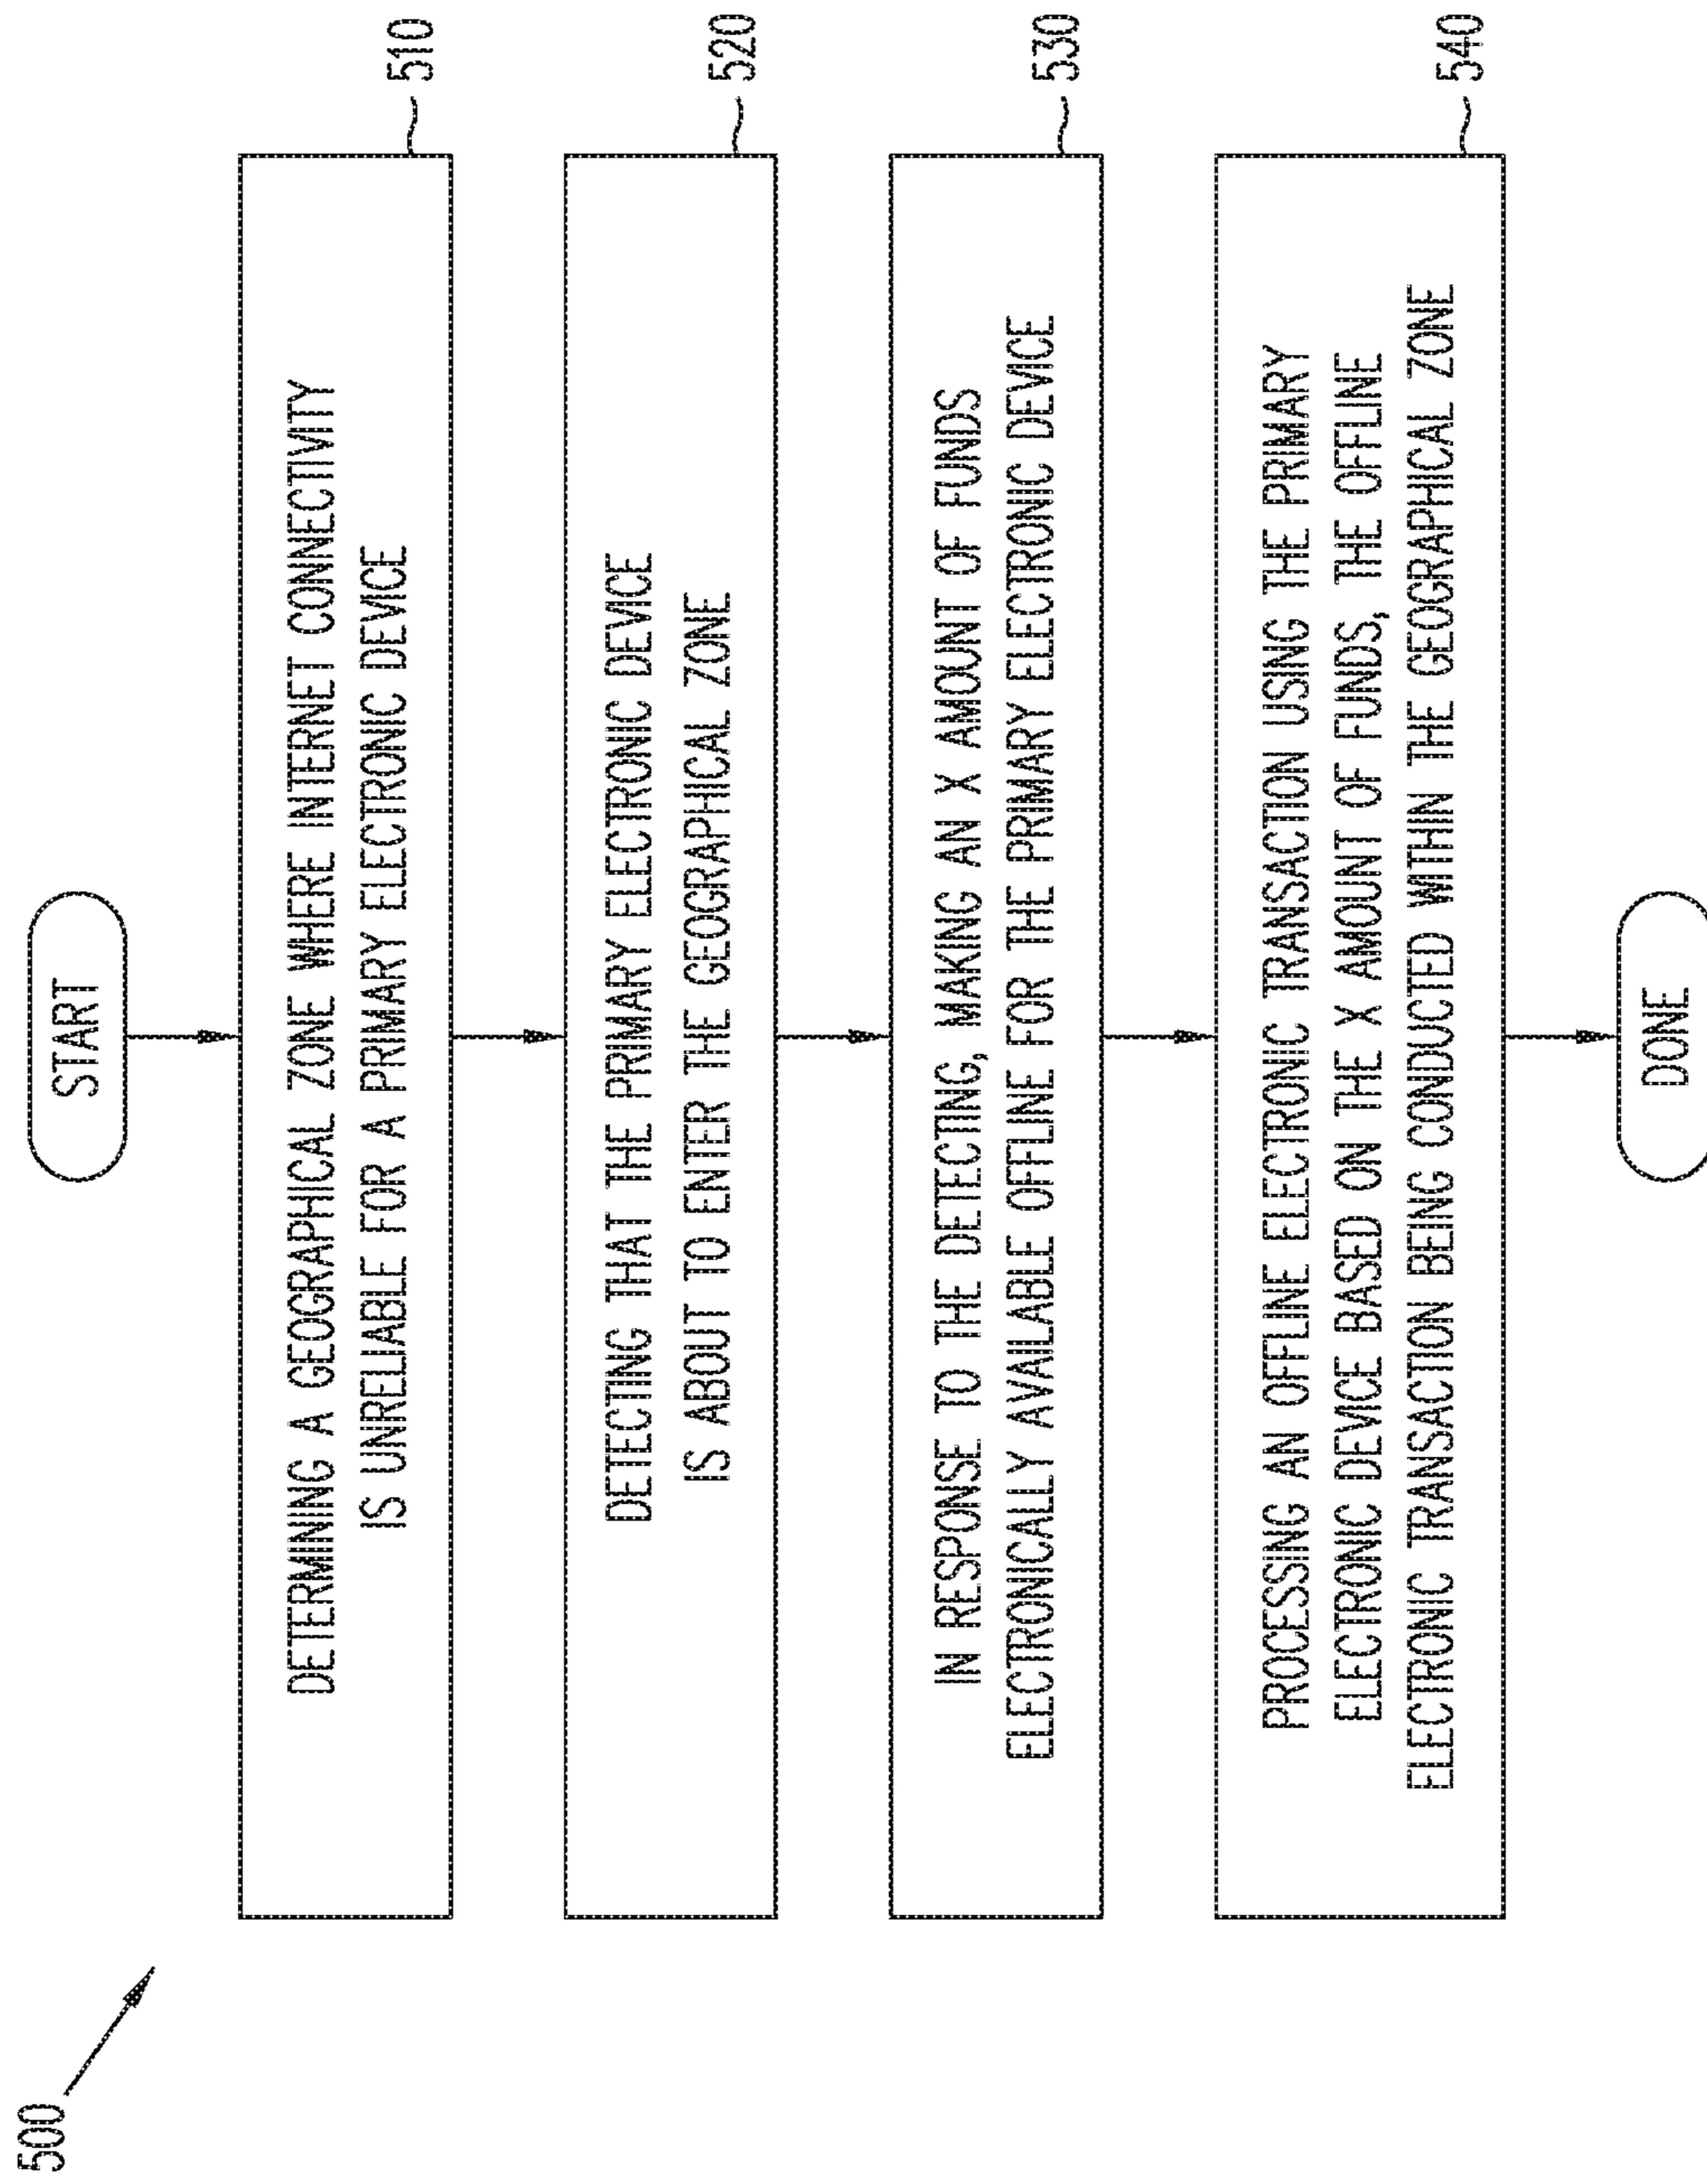 500
START
DETERMINING A GEOGRAPHICAL ZONE WHERE INTERNET CONNECTIVITY
IS UNRELIABLE FOR A PRIMARY ELECTRONIC DEVICE
510
DETECTING THAT THE PRIMARY ELECTRONIC DEVICE
IS ABOUT TO ENTER THE GEOGRAPHICAL ZONE
520
IN RESPONSE TO THE DETECTING, MAKING AN X AMOUNT OF FUNDS
ELECTRONICALLY AVAILABLE OFFLINE FOR THE PRIMARY ELECTRONIC DEVICE
530
PROCESSING AN OFFLINE ELECTRONIC TRANSACTION USING THE PRIMARY
ELECTRONIC DEVICE BASED ON THE X AMOUNT OF FUNDS, THE OFFLINE
ELECTRONIC TRANSACTION BEING CONDUCTED WITHIN THE GEOGRAPHICAL ZONE
540
DONE